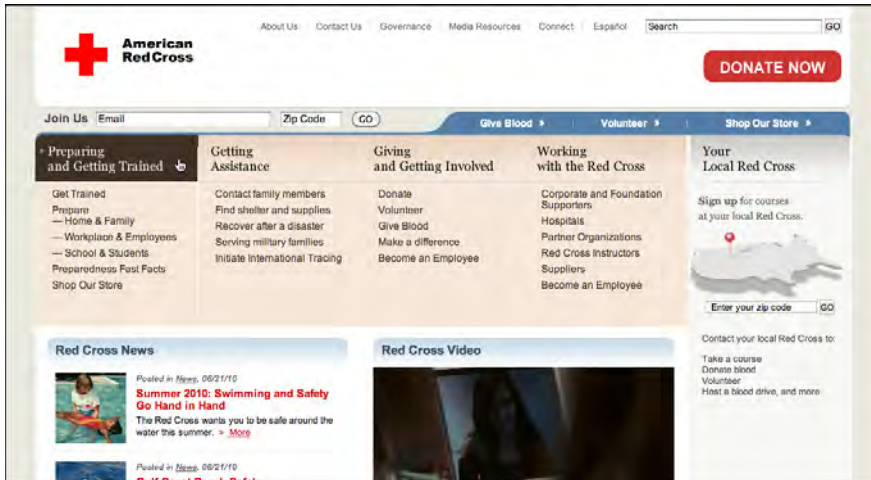 About Us Contact Us Governance Media Resources Connect Español Search GO
American
Red Cross
DONATE NOW
Join Us Email Zip Code GO Give Blood Volunteer Shop Our Store
Preparing
and Getting Trained
Getting
Assistance
Giving
and Getting Involved
Working
with the Red Cross
Your
Local Red Cross
Get Trained
Prepare
— Home & Family
— Workplace & Employees
— School & Students
Preparedness Fast Facts
Shop Our Store
Contact family members
Find shelter and supplies
Recover after a disaster
Serving military families
Initiate International Tracing
Donate
Volunteer
Give Blood
Make a difference
Become an Employee
Corporate and Foundation
Supporters
Hospitals
Partner Organizations
Red Cross Instructors
Suppliers
Become an Employee
Sign up for courses
at your local Red Cross.
Enter your zip code GO
Contact your local Red Cross to:
Take a course
Donate blood
Volunteer
Host a blood drive, and more
Red Cross News
Posted in News, 06/21/10
Summer 2010: Swimming and Safety
Go Hand in Hand
The Red Cross wants you to be safe around the
water this summer. > More
Posted in News, 06/21/10
Red Cross Video